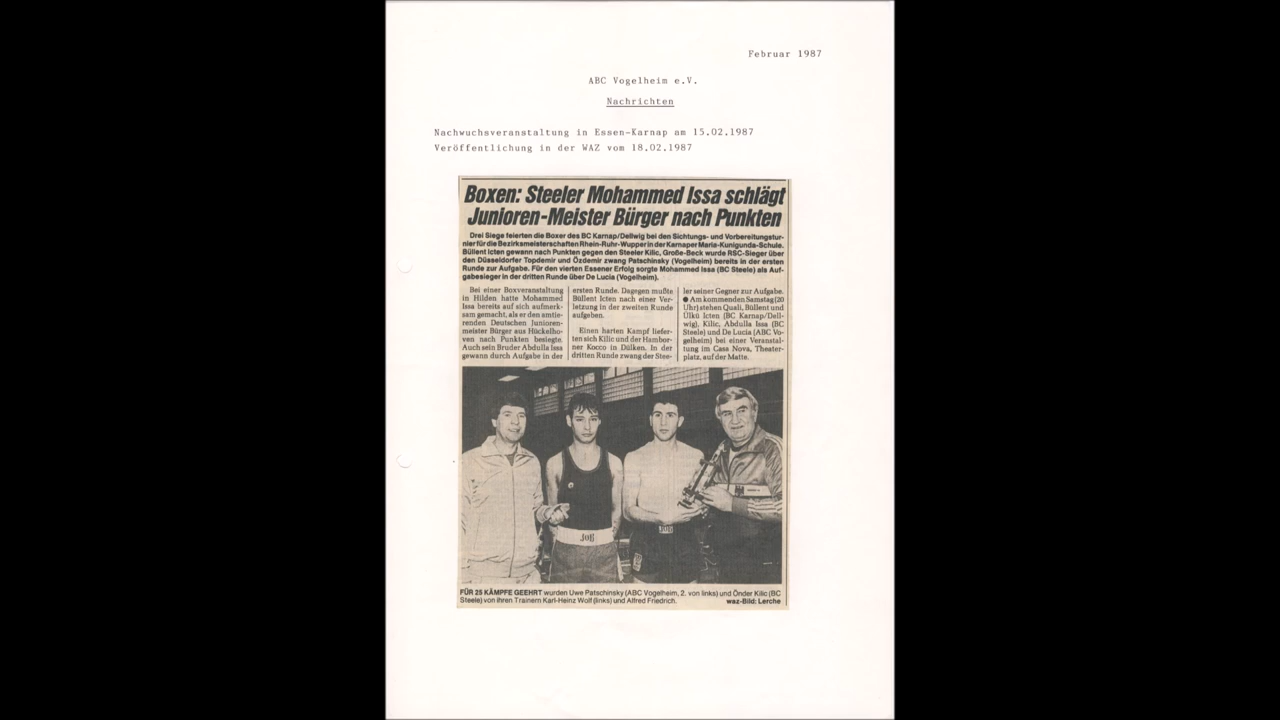 Februar 1987
ABC Vogelheim e.V.
Nachrichten
Nachwuchsveranstaltung in Essen-Karnap am 15.02.1987
Veröffentlichung in der WAZ vom 18.02.1987
Boxen: Steeler Mohammed Issa schlägt
Junioren-Meister Bürger nach Punkten
Drei Siege feierten die Boxer des BC Karnap/Dellwig bei den Sichtungs- und Vorbereitungstur-
nier für die Bezirksmeisterschaften Rhein-Ruhr-Wupper in der Karnaper Maria-Kunigunda-Schule.
Büllent Icten gewann nach Punkten gegen den Steeler Kilic, Große-Beck wurde RSC-Sieger über
den Düsseldorfer Topdemir und Özdemir zwang Patschinsky (Vogelheim) bereits in der ersten
Runde zur Aufgabe. Für den vierten Essener Erfolg sorgte Mohammed Issa (BC Steele) als Auf-
gabesieger in der dritten Runde über De Lucia (Vogelheim).
Bei einer Boxveranstaltung
in Hilden hatte Mohammed
Issa bereits auf sich aufmerk-
sam gemacht, als er den amtie-
renden Deutschen Junioren-
meister Bürger aus Hückelho-
ven nach Punkten besiegte.
Auch sein Bruder Abdulla Issa
gewann durch Aufgabe in der
ersten Runde. Dagegen mußte
Büllent Icten nach einer Ver-
letzung in der zweiten Runde
aufgeben.
Einen harten Kampf liefer-
ten sich Kilic und der Hambor-
ner Kocco in Dülken. In der
dritten Runde zwang der Stee-
ler seiner Gegner zur Aufgabe.
● Am kommenden Samstag (20
Uhr) stehen Quali, Büllent und
Ülkü Icten (BC Karnap/Dell-
wig), Kilic, Abdulla Issa (BC
Steele) und De Lucia (ABC Vo-
gelheim) bei einer Veranstal-
tung im Casa Nova, Theater-
platz, auf der Matte.
JOB
FÜR 25 KÄMPFE GEEHRT wurden Uwe Patschinsky (ABC Vogelheim, 2. von links) und Önder Kilic (BC
Steele) von ihren Trainern Karl-Heinz Wolf (links) und Alfred Friedrich. waz-Bild: Lerche